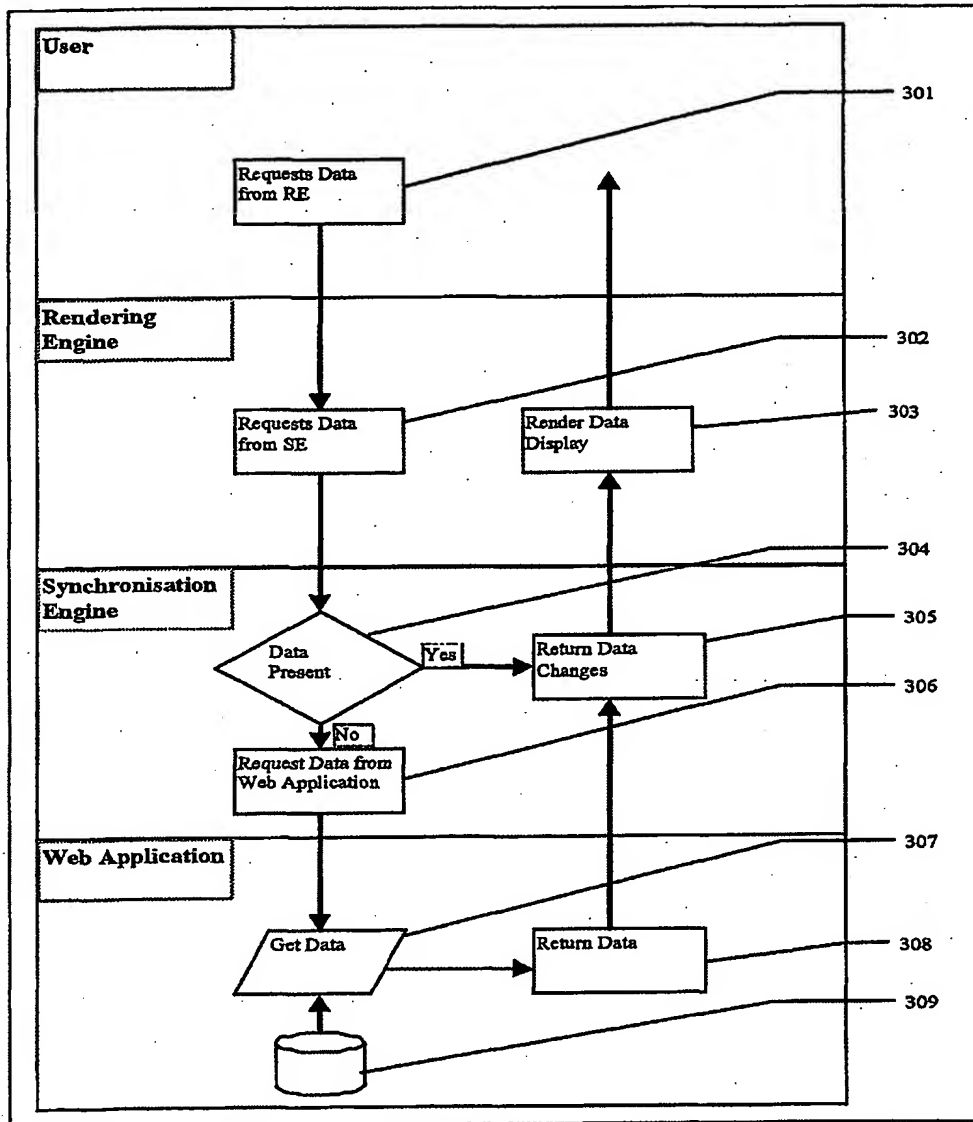 User
301
Requests Data
from RE
Rendering
Engine
302
Requests Data
from SE
Render Data
Display
303
304
Synchronisation
Engine
Data
Present
Yes
Return Data
Changes
305
306
No
Request Data from
Web Application
Web Application
307
Get Data
Return Data
308
309